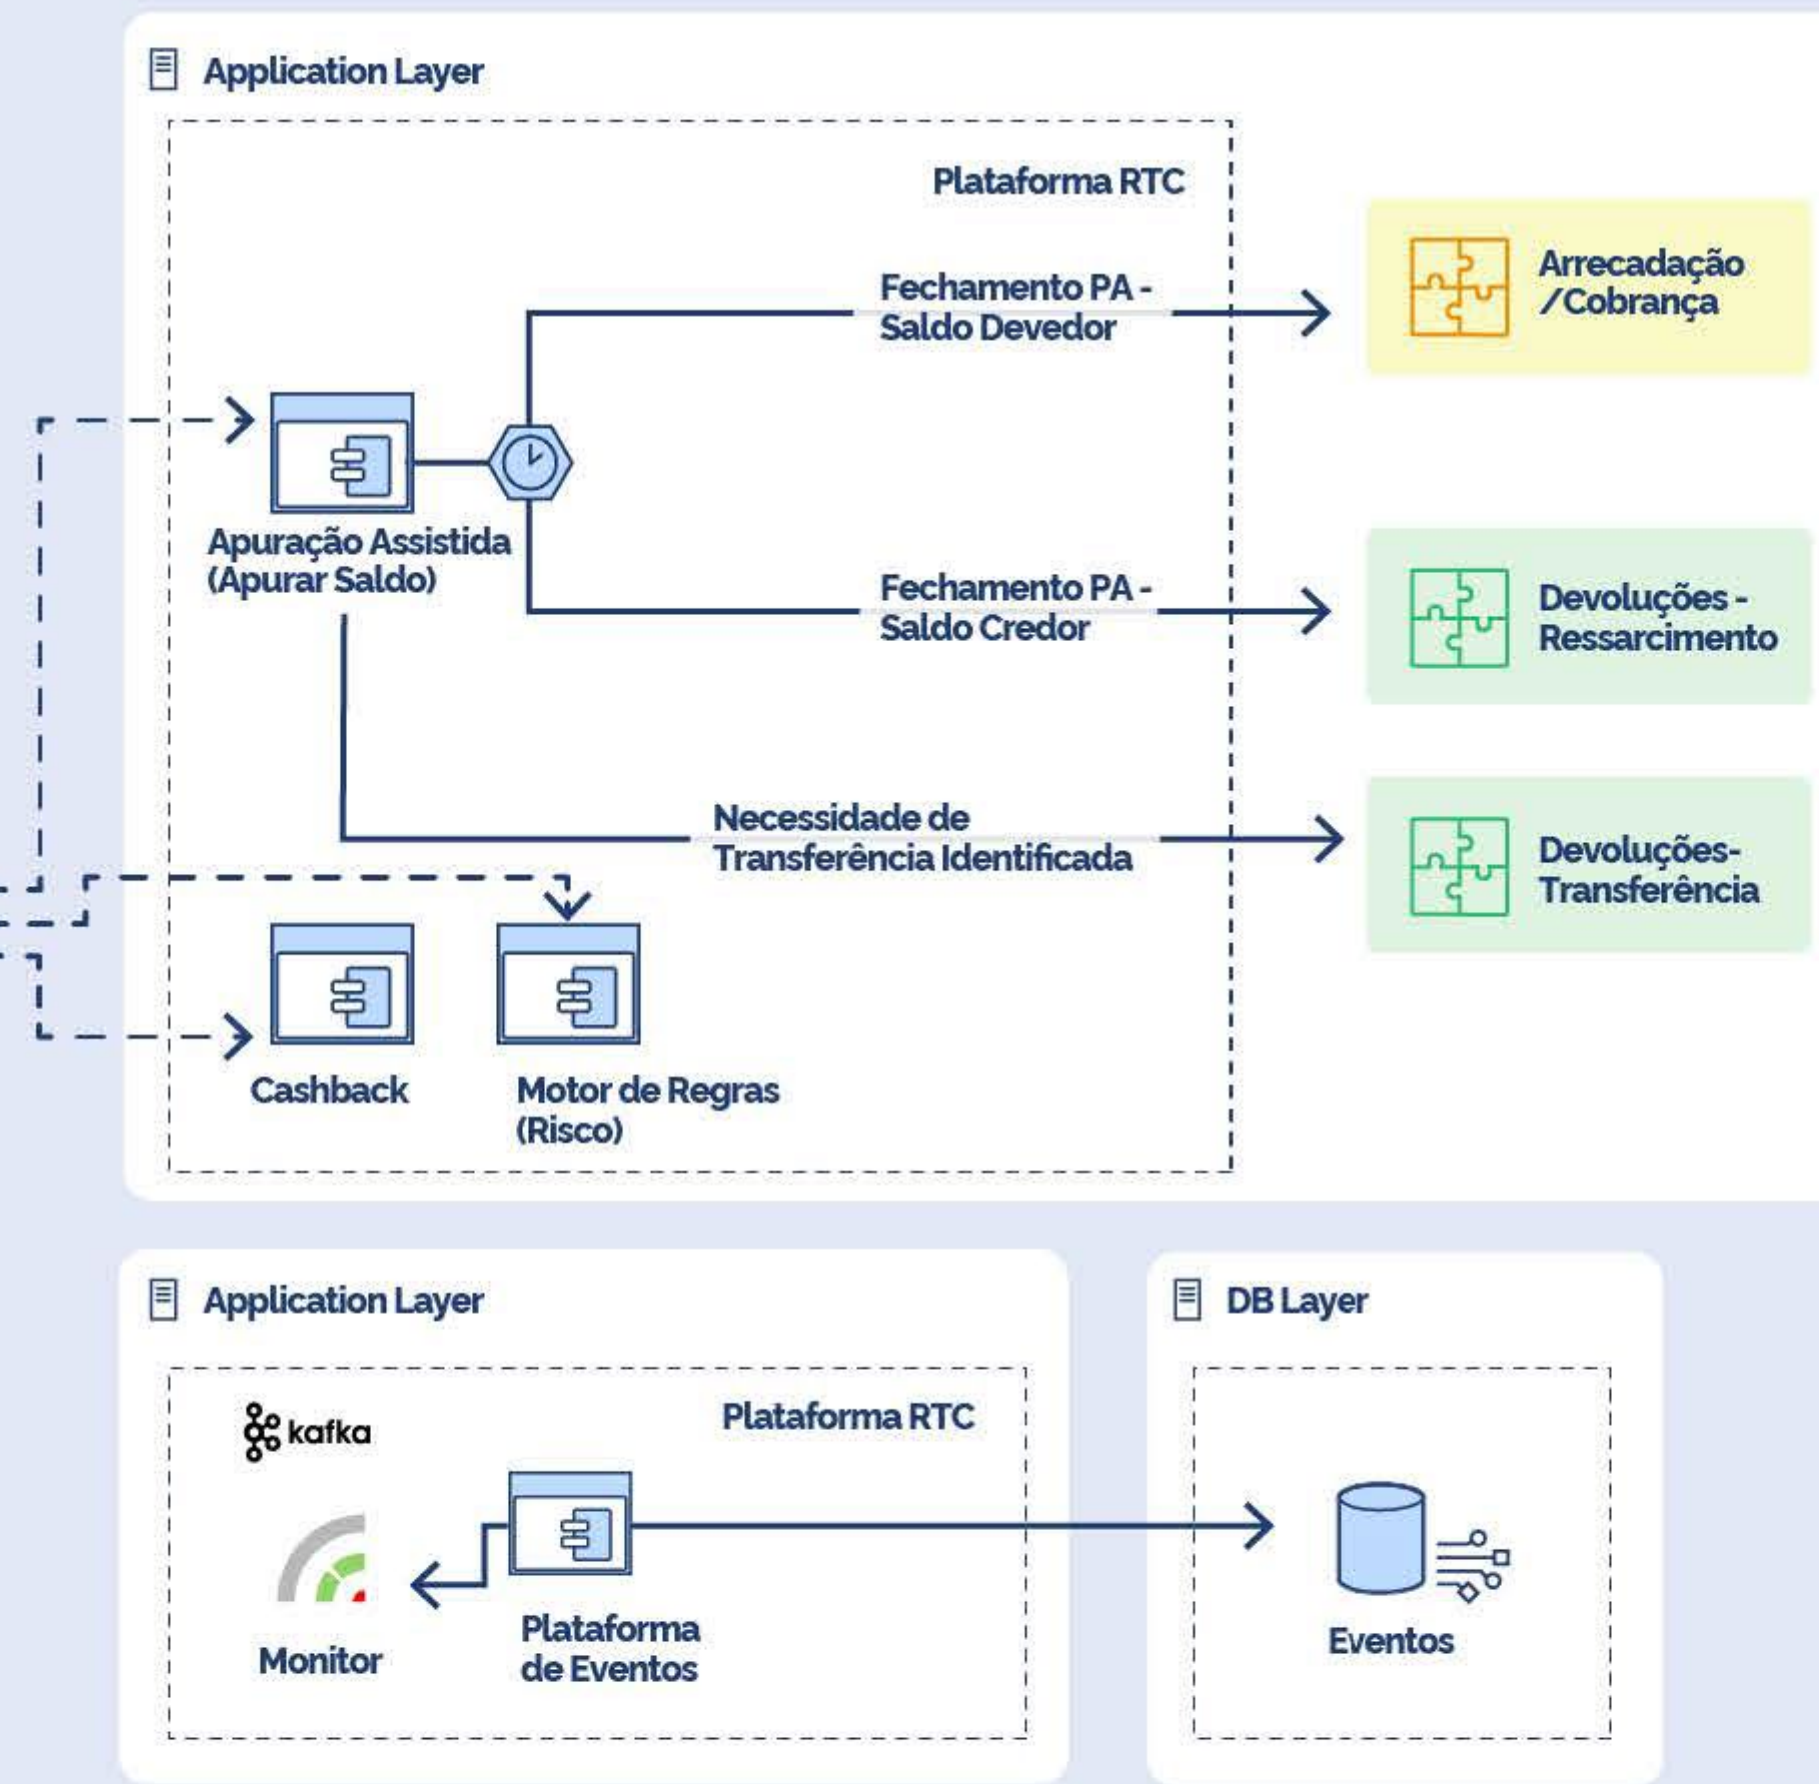 Application Layer
Plataforma RTC
Fechamento PA -
Saldo Devedor
Arrecadação
/Cobrança
Apuração Assistida
(Apurar Saldo)
Fechamento PA -
Saldo Credor
Devoluções -
Ressarcimento
Necessidade de
Transferência Identificada
Devoluções-
Transferência
Cashback
Motor de Regras
(Risco)
Application Layer
kafka
Plataforma RTC
Monitor
Plataforma
de Eventos
DB Layer
Eventos